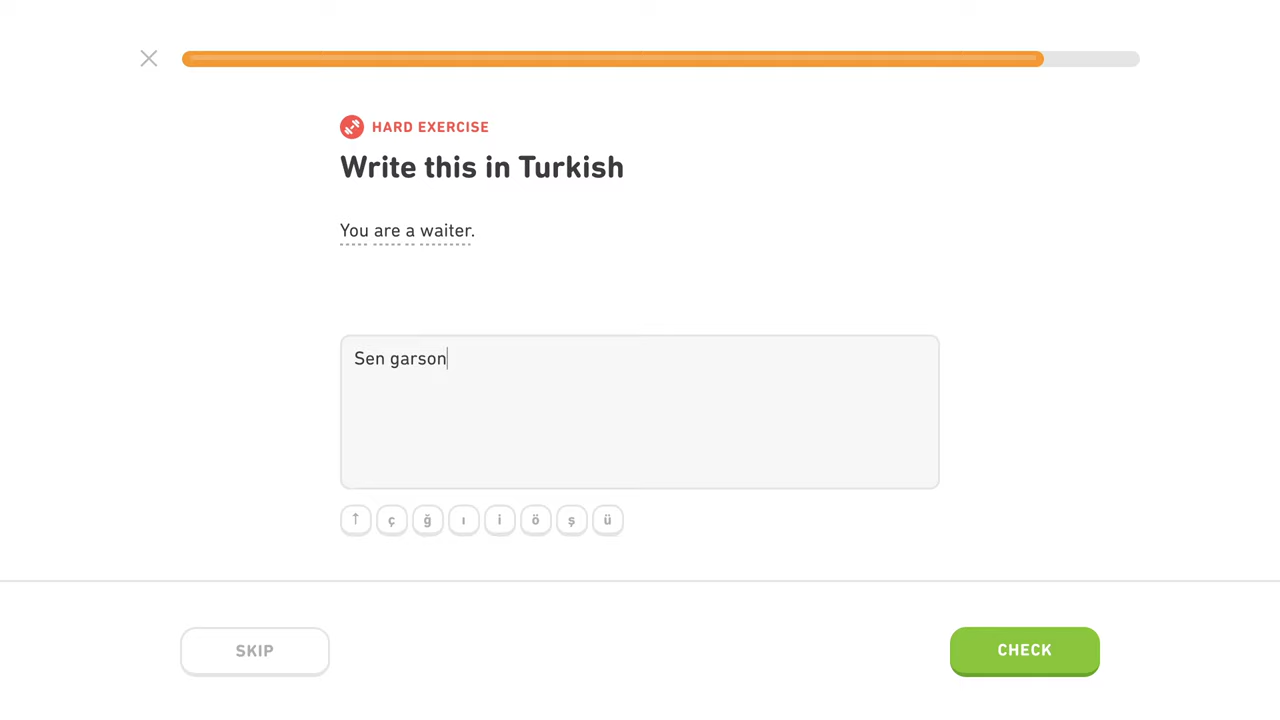 HARD EXERCISE
Write this in Turkish
You are a waiter.
Sen garson
↑ ç ğ ı i ö ş ü
SKIP
CHECK